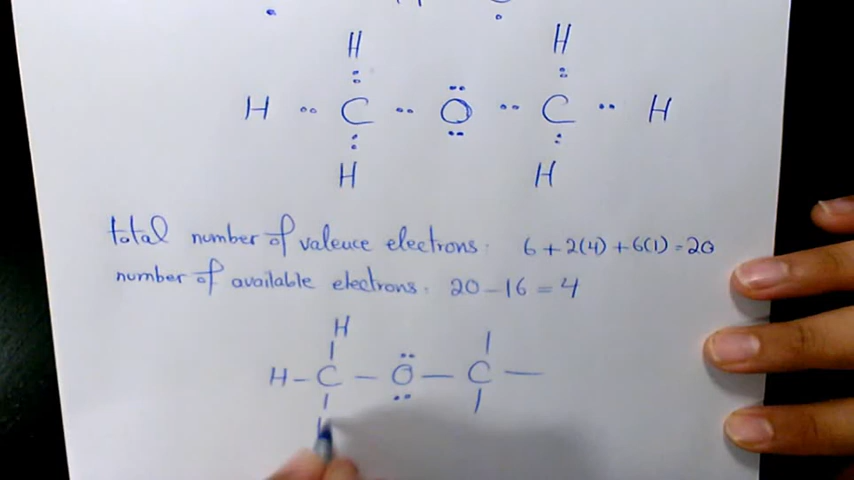 H H
H ·· C ·· O ·· C ·· H
H H
total number of valence electrons: 6 + 2(4) + 6(1) = 20
number of available electrons: 20 - 16 = 4
H
H - C - O - C -